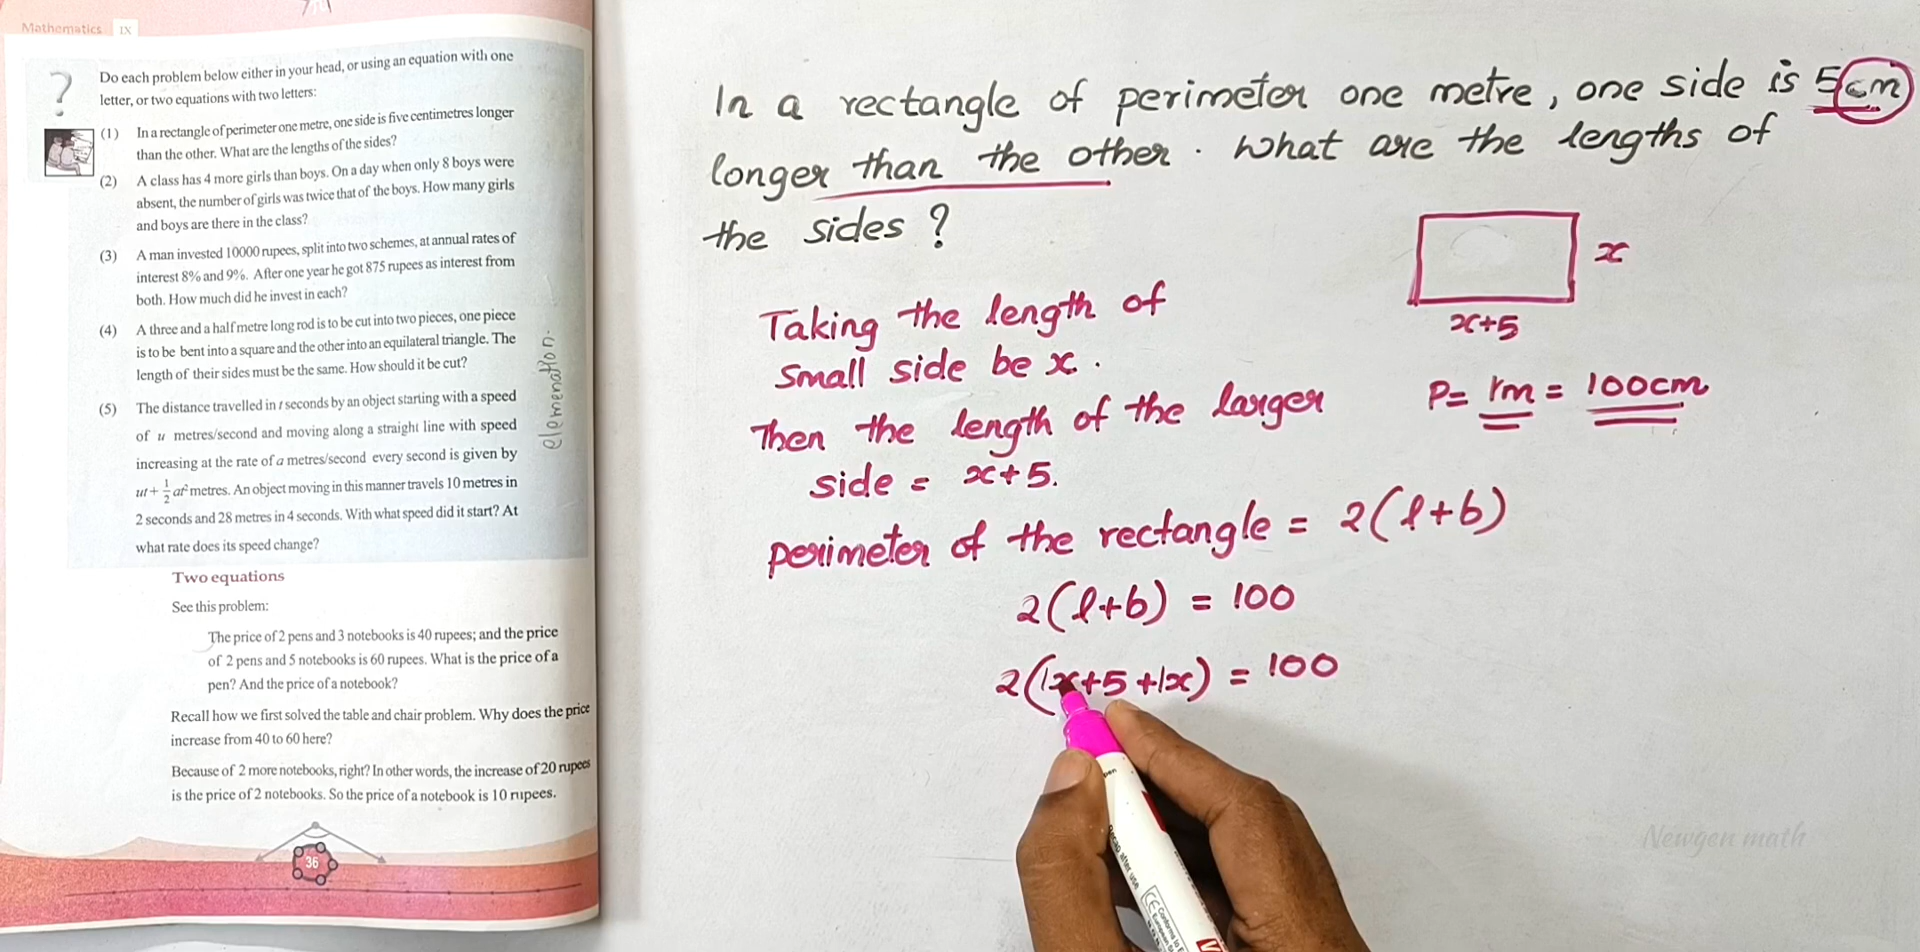 Mathematics IX
Do each problem below either in your head, or using an equation with one
letter, or two equations with two letters:
(1) In a rectangle of perimeter one metre, one side is five centimetres longer
than the other. What are the lengths of the sides?
(2) A class has 4 more girls than boys. On a day when only 8 boys were
absent, the number of girls was twice that of the boys. How many girls
and boys are there in the class?
(3) A man invested 10000 rupees, split into two schemes, at annual rates of
interest 8% and 9%. After one year he got 875 rupees as interest from
both. How much did he invest in each?
(4) A three and a half metre long rod is to be cut into two pieces, one piece
is to be bent into a square and the other into an equilateral triangle. The
length of their sides must be the same. How should it be cut?
(5) The distance travelled in t seconds by an object starting with a speed
of u metres/second and moving along a straight line with speed
increasing at the rate of a metres/second every second is given by
ut + 1/2 at² metres. An object moving in this manner travels 10 metres in
2 seconds and 28 metres in 4 seconds. With what speed did it start? At
what rate does its speed change?
elemenation.
Two equations
See this problem:
The price of 2 pens and 3 notebooks is 40 rupees; and the price
of 2 pens and 5 notebooks is 60 rupees. What is the price of a
pen? And the price of a notebook?
Recall how we first solved the table and chair problem. Why does the price
increase from 40 to 60 here?
Because of 2 more notebooks, right? In other words, the increase of 20 rupees
is the price of 2 notebooks. So the price of a notebook is 10 rupees.
36
In a rectangle of perimeter one metre, one side is 5cm
longer than the other. What are the lengths of
the sides?
x
x+5
Taking the length of
small side be x.
Then the length of the larger
side = x+5.
P= 1m = 100cm
perimeter of the rectangle = 2(l+b)
2(l+b) = 100
2(1x+5+1x) = 100
Recap after use
CE
Newgen math